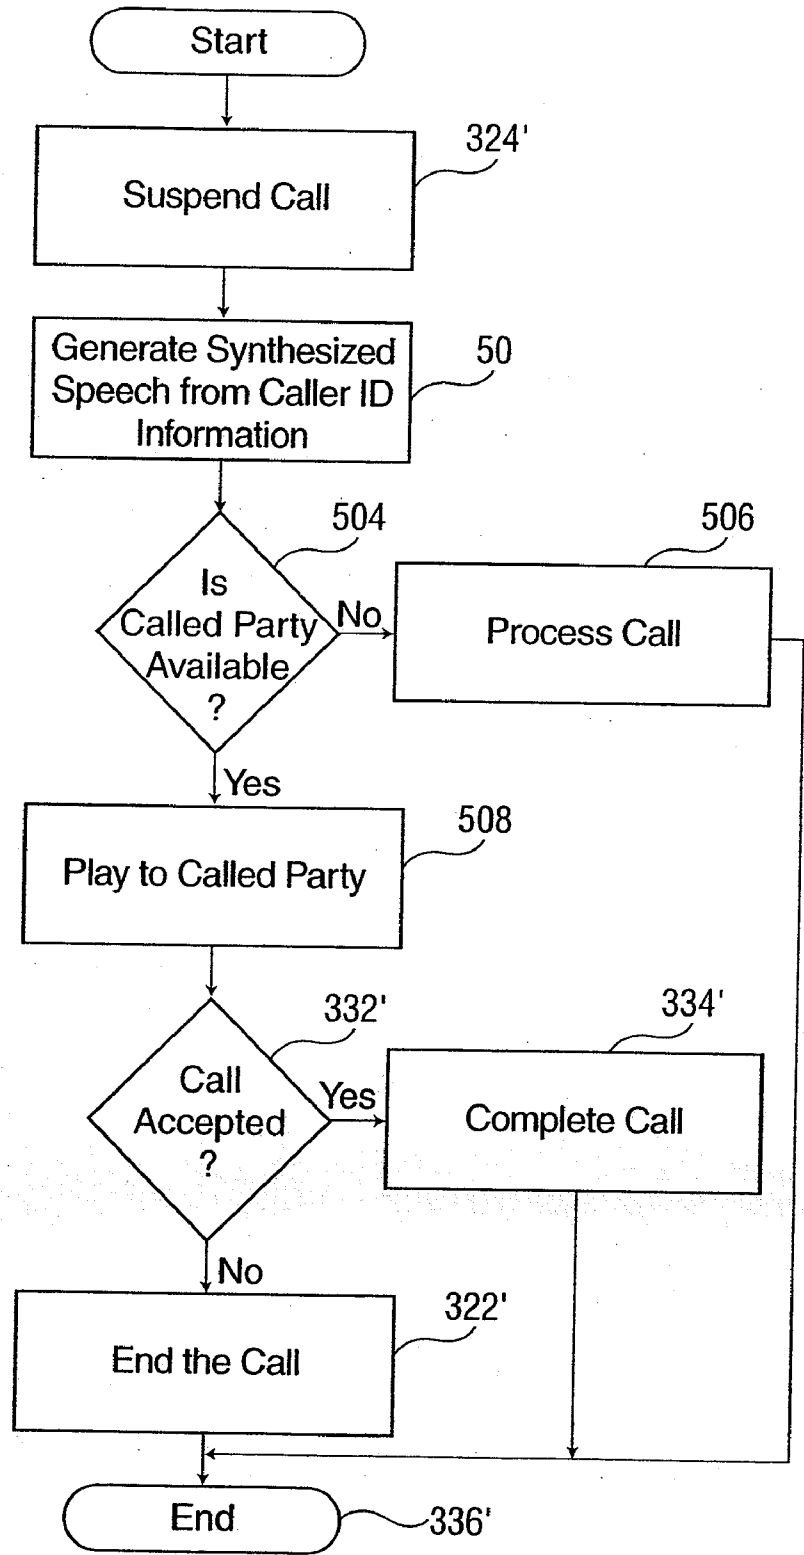 Start
324'
Suspend Call
Generate Synthesized
Speech from Caller ID
Information
50
504
506
Is
Called Party
Available
?
No
Process Call
Yes
508
Play to Called Party
332'
334'
Call
Accepted
?
Yes
Complete Call
No
322'
End the Call
End
336'